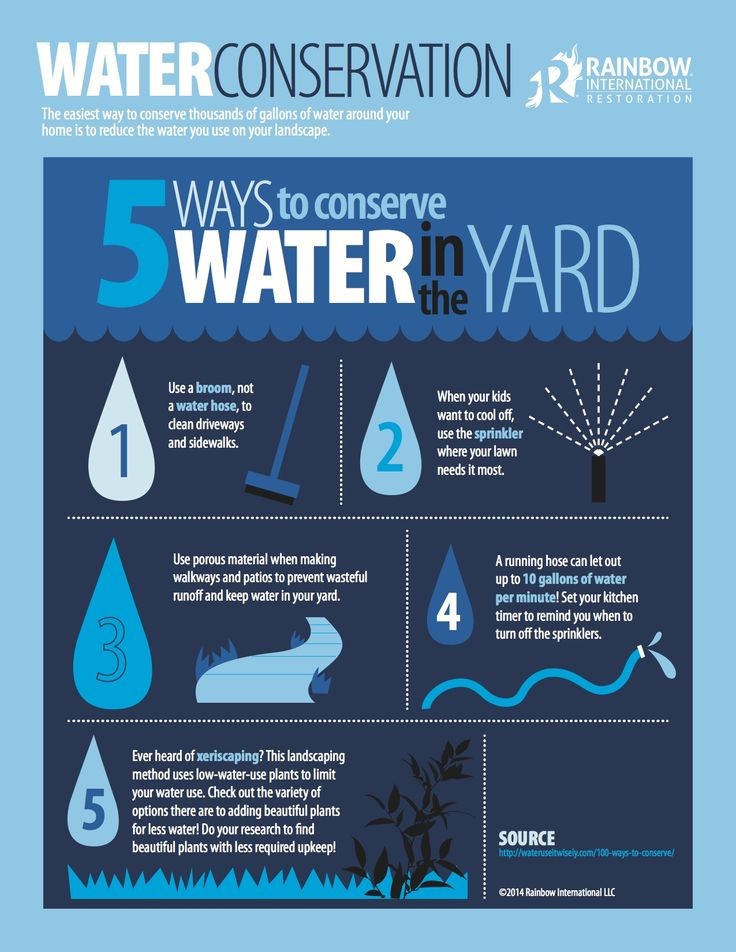 WATERCONSERVATION
R RAINBOW®
INTERNATIONAL
RESTORATION
The easiest way to conserve thousands of gallons of water around your
home is to reduce the water you use on your landscape.
5 WAYS to conserve
WATER in the YARD
1
Use a broom, not
a water hose, to
clean driveways
and sidewalks.
2
When your kids
want to cool off,
use the sprinkler
where your lawn
needs it most.
3
Use porous material when making
walkways and patios to prevent wasteful
runoff and keep water in your yard.
4
A running hose can let out
up to 10 gallons of water
per minute! Set your kitchen
timer to remind you when to
turn off the sprinklers.
5
Ever heard of xeriscaping? This landscaping
method uses low-water-use plants to limit
your water use. Check out the variety of
options there are to adding beautiful plants
for less water! Do your research to find
beautiful plants with less required upkeep!
SOURCE
http://wateruseitwisely.com/100-ways-to-conserve/
©2014 Rainbow International LLC